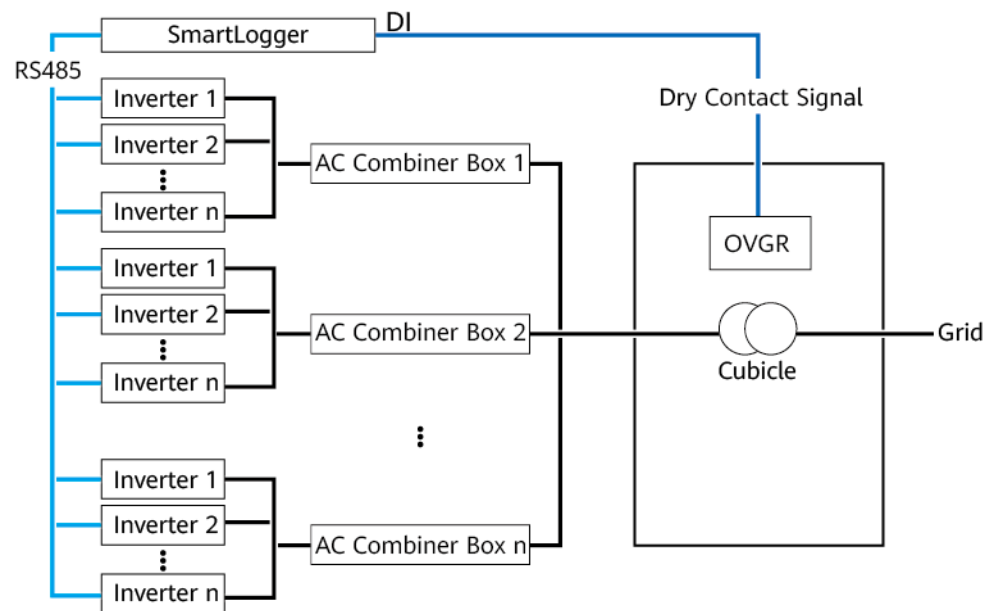 SmartLogger
DI
RS485
Dry Contact Signal
Inverter 1
Inverter 2
Inverter n
AC Combiner Box 1
OVGR
Inverter 1
Inverter 2
Inverter n
AC Combiner Box 2
Grid
Cubicle
Inverter 1
Inverter 2
Inverter n
AC Combiner Box n